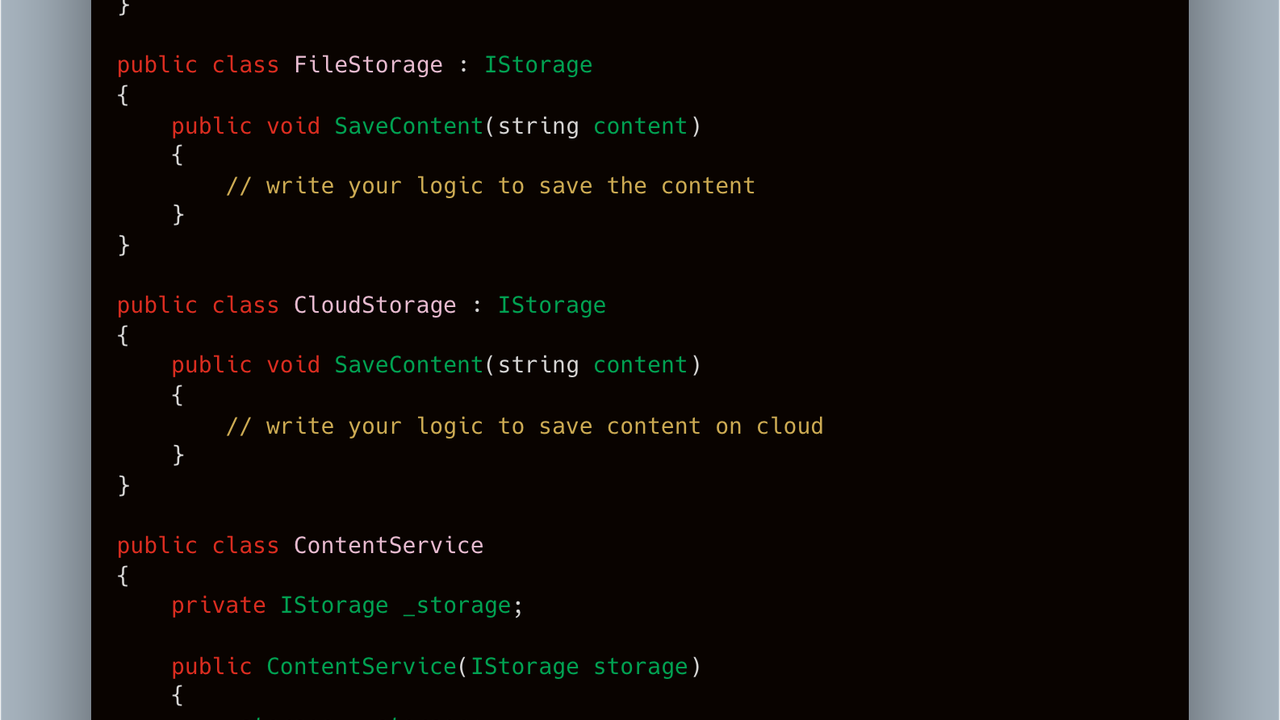 }

public class FileStorage : IStorage
{
    public void SaveContent(string content)
    {
        // write your logic to save the content
    }
}

public class CloudStorage : IStorage
{
    public void SaveContent(string content)
    {
        // write your logic to save content on cloud
    }
}

public class ContentService
{
    private IStorage _storage;

    public ContentService(IStorage storage)
    {